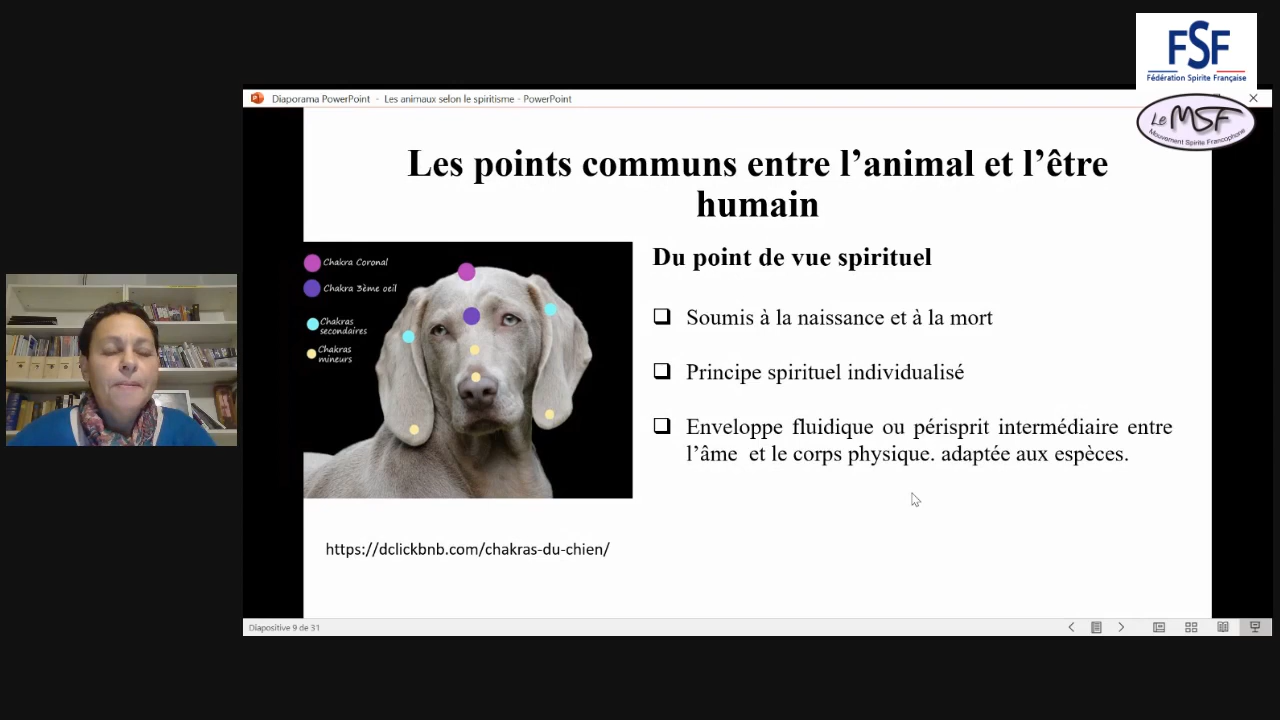 FSF
Fédération Spirite Française
Le MSF
Mouvement Spirite Francophone
Diaporama PowerPoint - Les animaux selon le spiritisme - PowerPoint
Les points communs entre l’animal et l’être
humain
Chakra Coronal
Chakra 3ème oeil
Chakras
secondaires
Chakras
mineurs
Du point de vue spirituel
Soumis à la naissance et à la mort
Principe spirituel individualisé
Enveloppe fluidique ou périsprit intermédiaire entre
l’âme et le corps physique. adaptée aux espèces.
https://dclickbnb.com/chakras-du-chien/
Diapositive 9 de 31